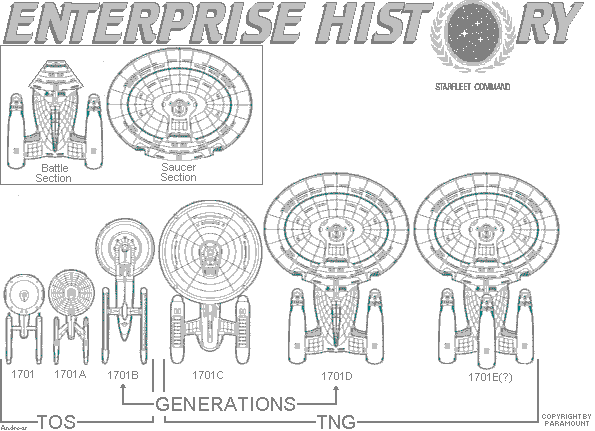 ENTERPRISE HISTORY
STARFLEET COMMAND
Battle
Section
Saucer
Section
1701
1701A
1701B
1701C
1701D
1701E(?)
GENERATIONS
TOS
TNG
COPYRIGHT BY
PARAMOUNT